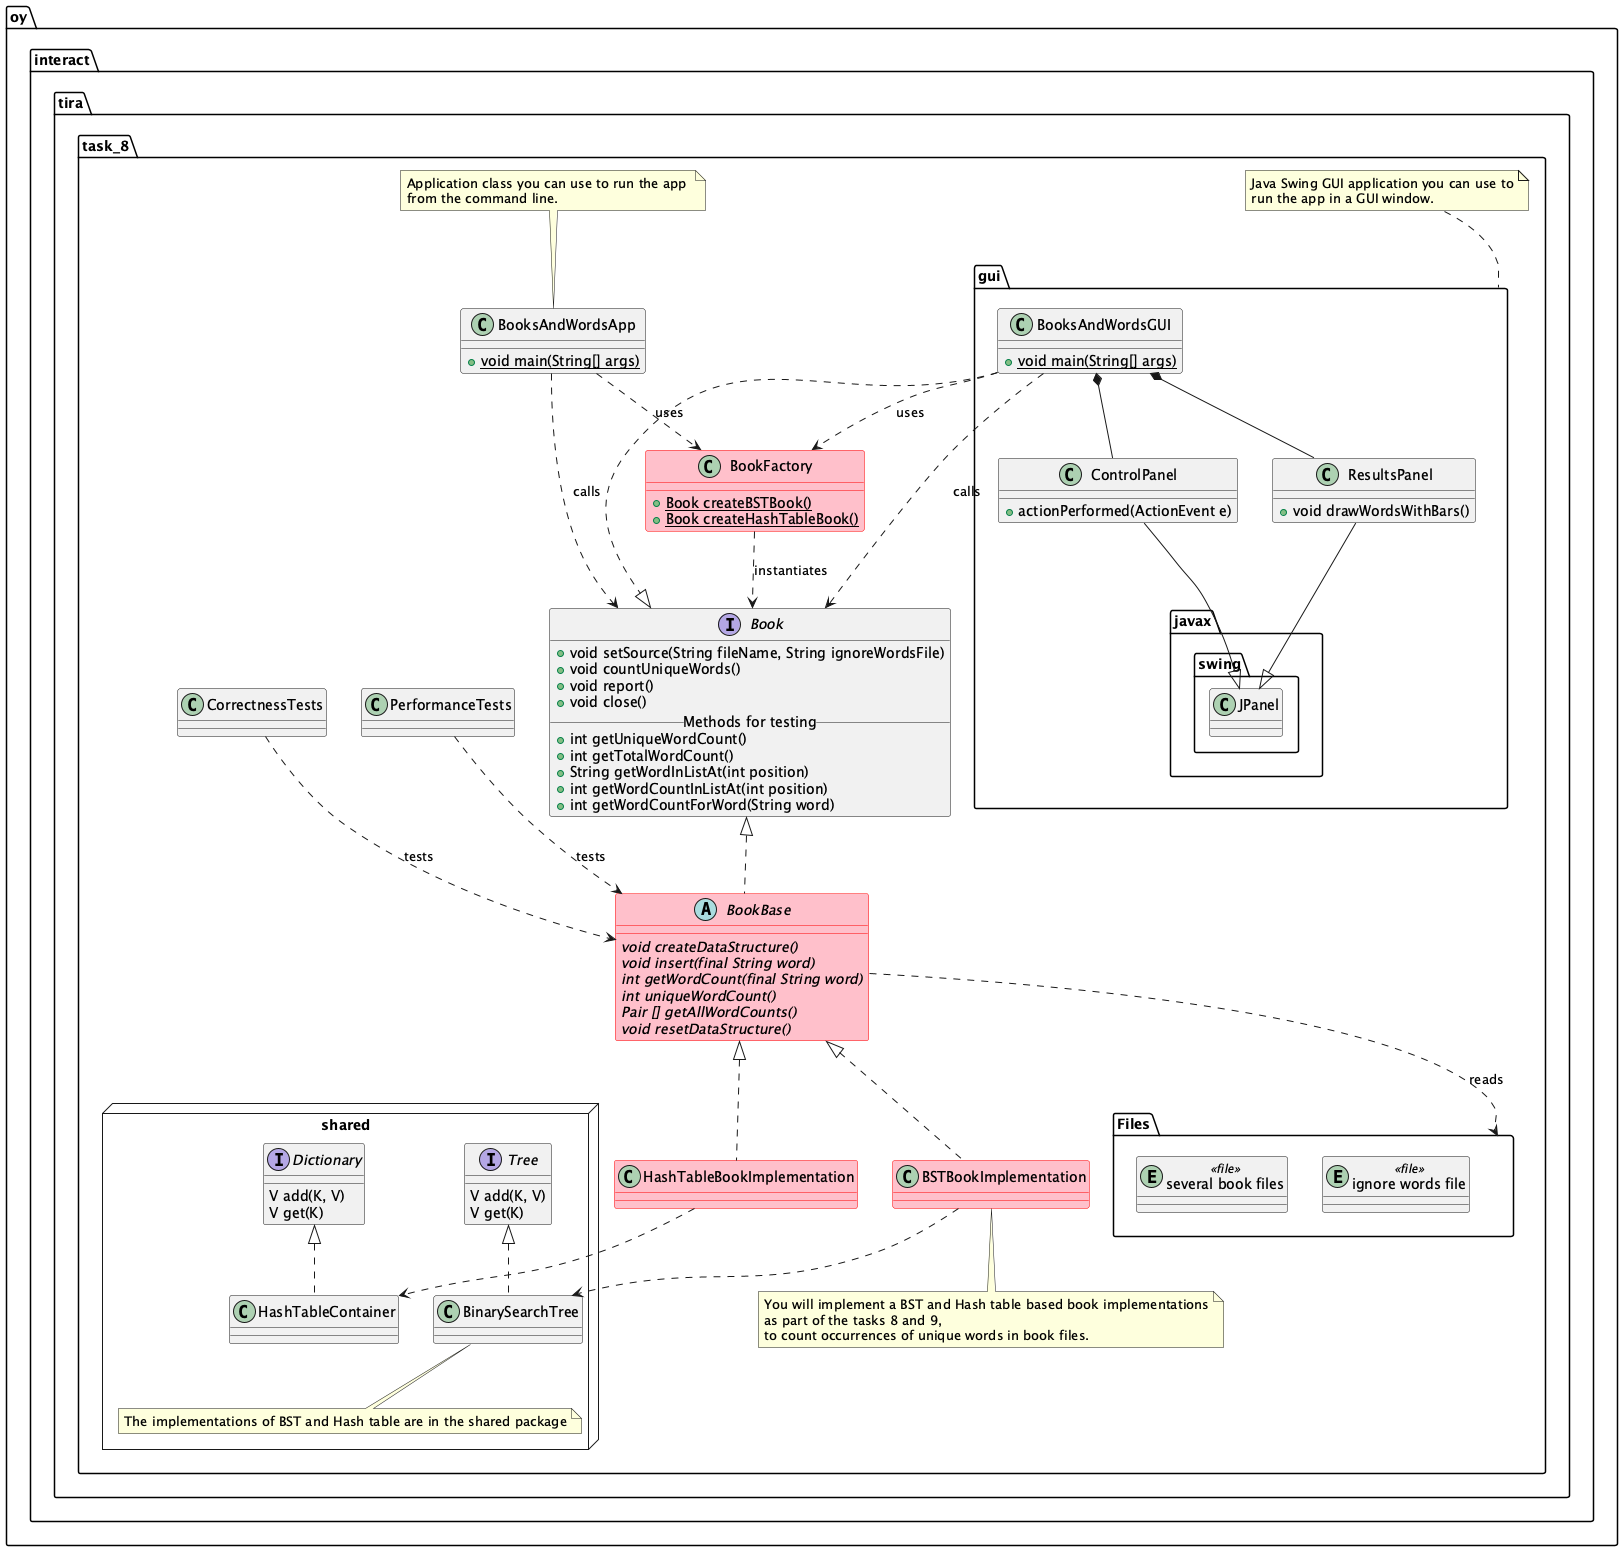 oy
interact
tira
task_8
Application class you can use to run the app
from the command line.
Java Swing GUI application you can use to
run the app in a GUI window.
gui
C BooksAndWordsApp
void main(String[] args)
C BooksAndWordsGUI
void main(String[] args)
uses
uses
C BookFactory
Book createBSTBook()
Book createHashTableBook()
calls
calls
C ControlPanel
actionPerformed(ActionEvent e)
C ResultsPanel
void drawWordsWithBars()
instantiates
I Book
void setSource(String fileName, String ignoreWordsFile)
void countUniqueWords()
void report()
void close()
Methods for testing
int getUniqueWordCount()
int getTotalWordCount()
String getWordInListAt(int position)
int getWordCountInListAt(int position)
int getWordCountForWord(String word)
javax
swing
C JPanel
C CorrectnessTests
C PerformanceTests
tests
tests
A BookBase
void createDataStructure()
void insert(final String word)
int getWordCount(final String word)
int uniqueWordCount()
Pair [] getAllWordCounts()
void resetDataStructure()
reads
shared
I Dictionary
V add(K, V)
V get(K)
I Tree
V add(K, V)
V get(K)
C HashTableBookImplementation
C BSTBookImplementation
Files
E «file»
several book files
E «file»
ignore words file
C HashTableContainer
C BinarySearchTree
You will implement a BST and Hash table based book implementations
as part of the tasks 8 and 9,
to count occurrences of unique words in book files.
The implementations of BST and Hash table are in the shared package